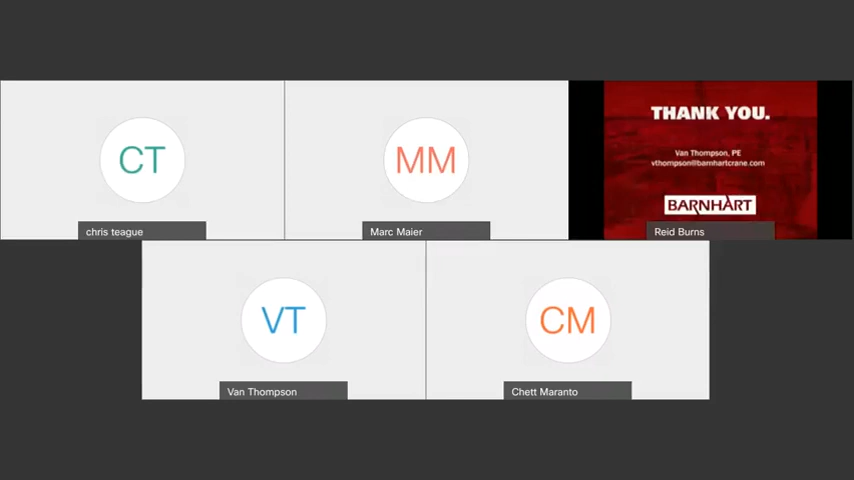 CT
chris teague
MM
Marc Maier
THANK YOU.
Van Thompson, PE
vthompson@barnhartcrane.com
BARNHART
Reid Burns
VT
Van Thompson
CM
Chett Maranto